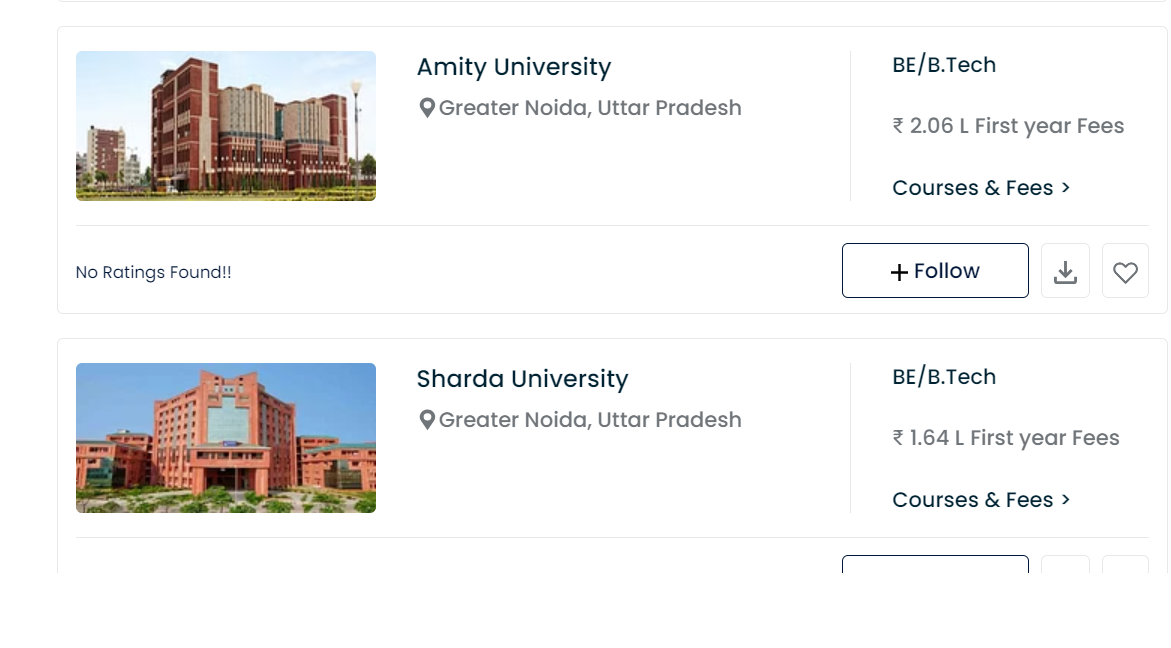 Amity University
Greater Noida, Uttar Pradesh
BE/B.Tech
₹ 2.06 L First year Fees
Courses & Fees >
No Ratings Found!!
+ Follow
Sharda University
Greater Noida, Uttar Pradesh
BE/B.Tech
₹ 1.64 L First year Fees
Courses & Fees >